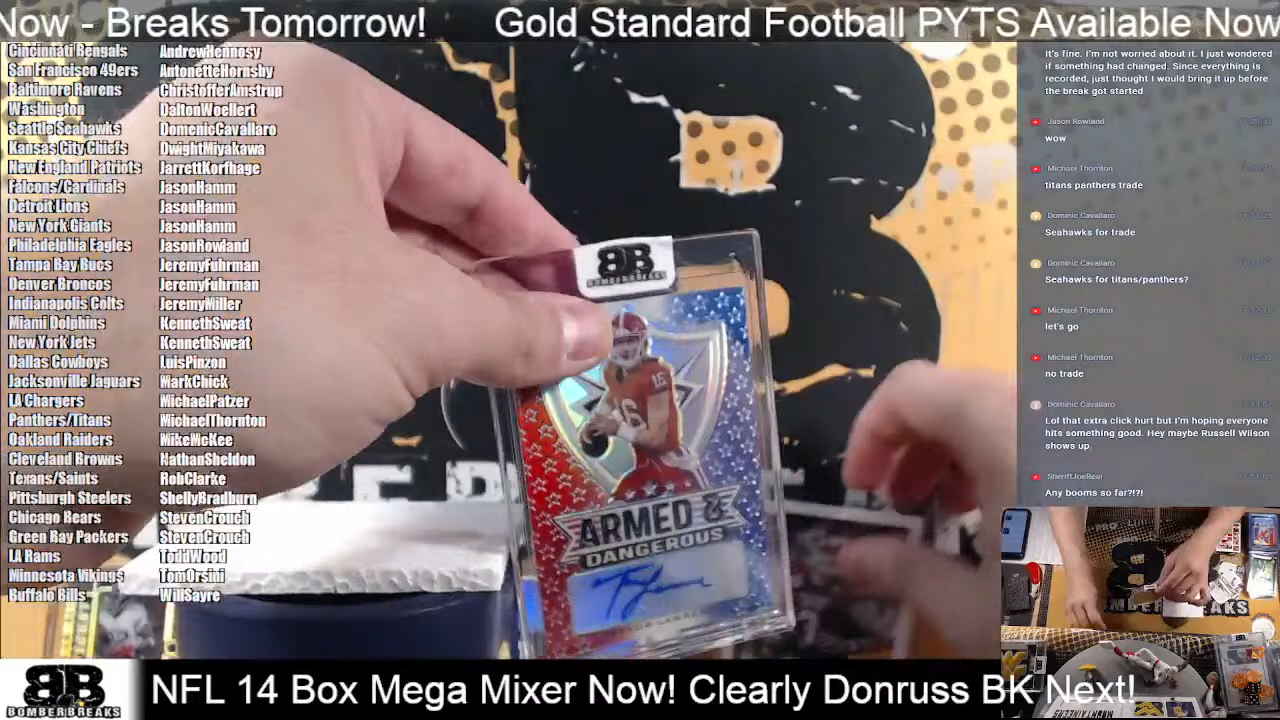 Now - Breaks Tomorrow! Gold Standard Football PYTS Available Now
Cincinnati Bengals AndrewHennosy
San Francisco 49ers AntonetteHornsby
Baltimore Ravens ChristofferAmstrup
Washington DaltonWoellert
Seattle Seahawks DomenicCavallaro
Kansas City Chiefs DwightMiyakawa
New England Patriots JarrettKorfhage
Falcons/Cardinals JasonHamm
Detroit Lions JasonHamm
New York Giants JasonHamm
Philadelphia Eagles JasonRowland
Tampa Bay Bucs JeremyFuhrman
Denver Broncos JeremyFuhrman
Indianapolis Colts JeremyMiller
Miami Dolphins KennethSweat
New York Jets KennethSweat
Dallas Cowboys LuisPinzon
Jacksonville Jaguars MarkChick
LA Chargers MichaelPatzer
Panthers/Titans MichaelThornton
Oakland Raiders MikeMcKee
Cleveland Browns NathanSheldon
Texans/Saints RobClarke
Pittsburgh Steelers ShellyBradburn
Chicago Bears StevenCrouch
Green Bay Packers StevenCrouch
LA Rams ToddWood
Minnesota Vikings TomOrsini
Buffalo Bills WillSayre
BB
BOMBERBREAKS
16
ARMED &
DANGEROUS
It's fine. I'm not worried about it. I just wondered
if something had changed. Since everything is
recorded, just thought I would bring it up before
the break got started
Jason Rowland
wow
Michael Thornton
titans panthers trade
Dominic Cavallaro
Seahawks for trade
Dominic Cavallaro
Seahawks for titans/panthers?
Michael Thornton
let's go
Michael Thornton
no trade
Dominic Cavallaro
Lol that extra click hurt but I'm hoping everyone
hits something good. Hey maybe Russell Wilson
shows up.
SheriffJoeBear
Any booms so far?!?!
BOMBERBREAKS
BB
BOMBERBREAKS
NFL 14 Box Mega Mixer Now! Clearly Donruss BK Next!